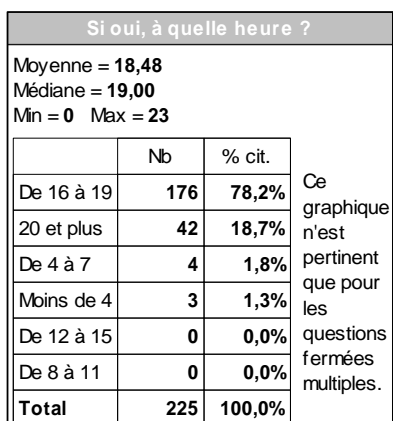 Si oui, à quelle heure ?
Moyenne = 18,48
Médiane = 19,00
Min = 0 Max = 23
Nb % cit.
De 16 à 19 176 78,2%
20 et plus 42 18,7%
De 4 à 7 4 1,8%
Moins de 4 3 1,3%
De 12 à 15 0 0,0%
De 8 à 11 0 0,0%
Total 225 100,0%
Ce
graphique
n'est
pertinent
que pour
les
questions
fermées
multiples.